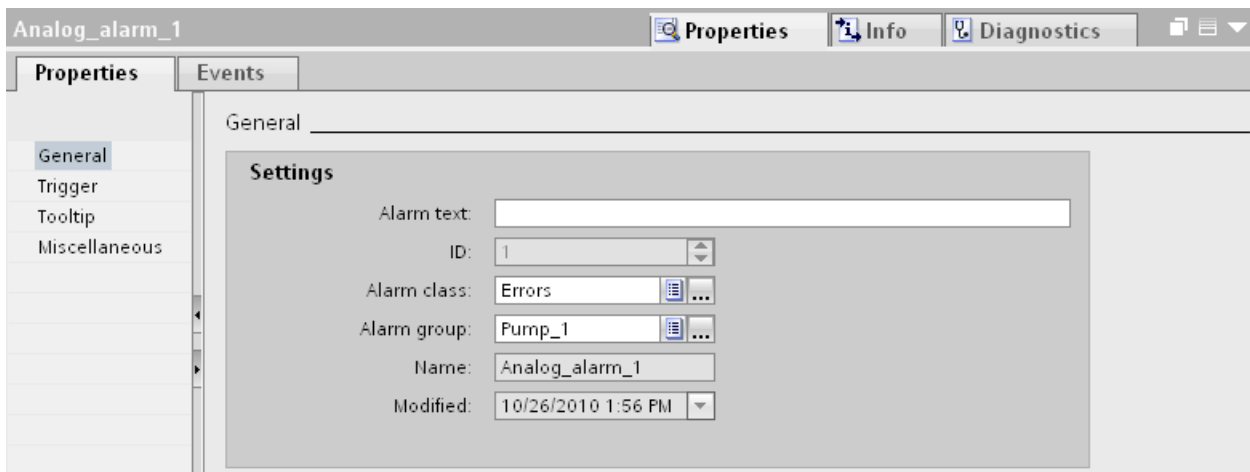 Analog_alarm_1 Properties Info Diagnostics
Properties Events
General
General
Trigger
Tooltip
Miscellaneous
Settings
Alarm text:
ID: 1
Alarm class: Errors ...
Alarm group: Pump_1 ...
Name: Analog_alarm_1
Modified: 10/26/2010 1:56 PM